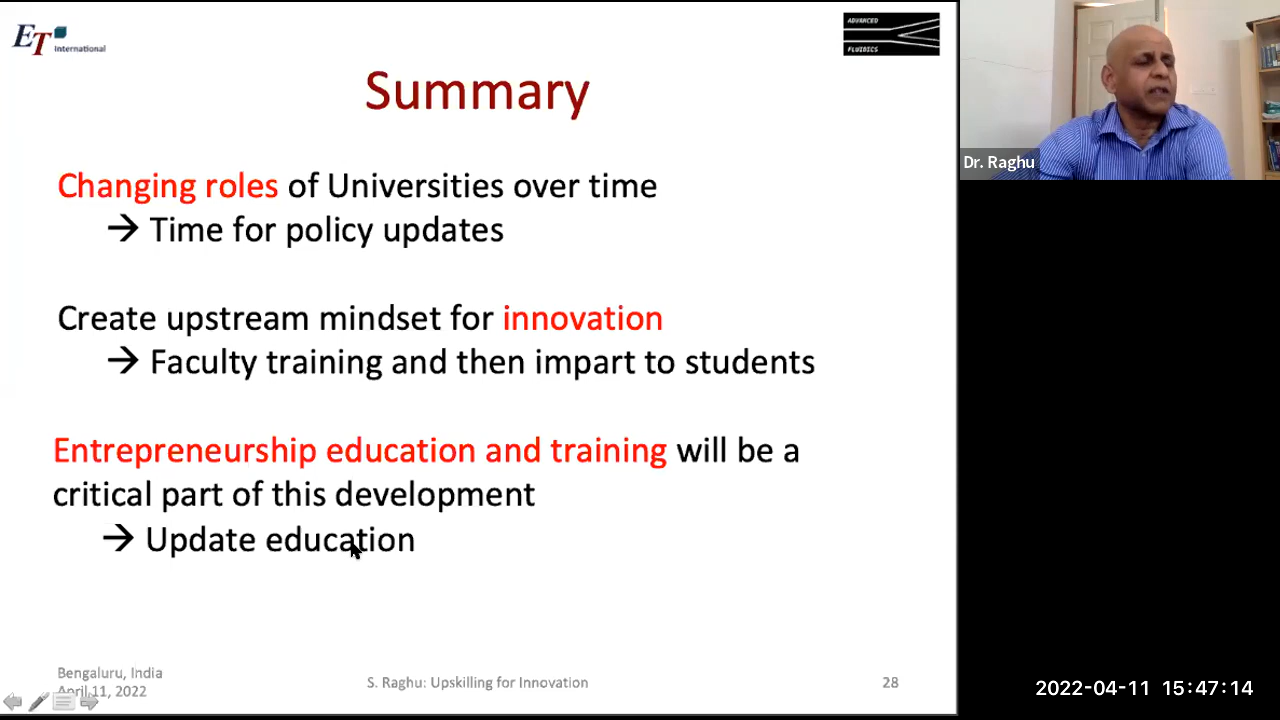 ET International
ADVANCED
FLUIDICS
Summary
Changing roles of Universities over time
→ Time for policy updates
Create upstream mindset for innovation
→ Faculty training and then impart to students
Entrepreneurship education and training will be a
critical part of this development
→ Update education
Bengaluru, India
April 11, 2022
S. Raghu: Upskilling for Innovation
28
Dr. Raghu
2022-04-11 15:47:14